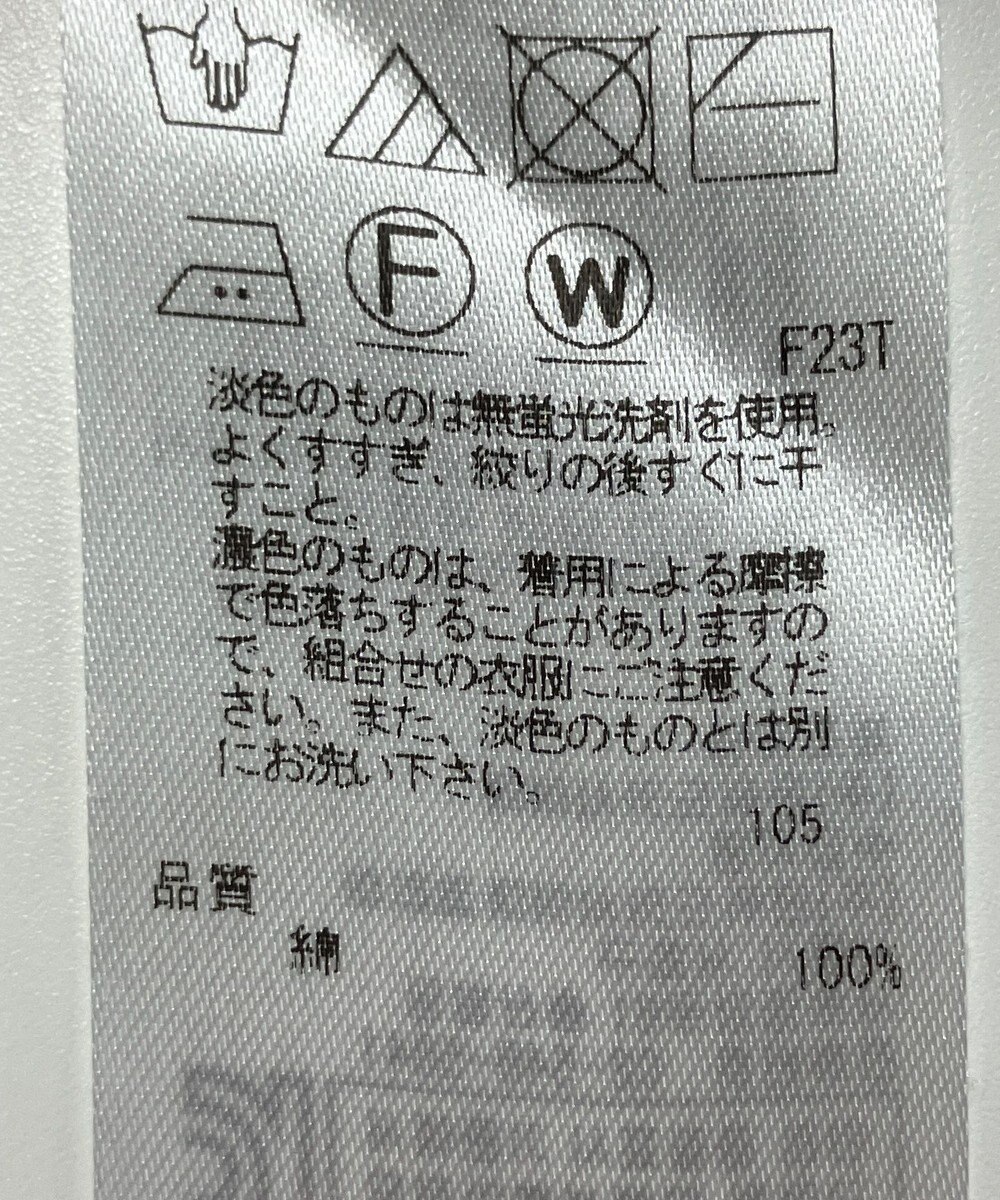 F
W
F23T
淡色のものは無蛍光洗剤を使用。
よくすすぎ、絞りの後すぐに干
すこと。
濃色のものは、着用による摩擦
で色落ちすることがありますの
で、組合せの衣服にご注意くだ
さい。また、淡色のものとは別
にお洗い下さい。
105
品質
綿 100%